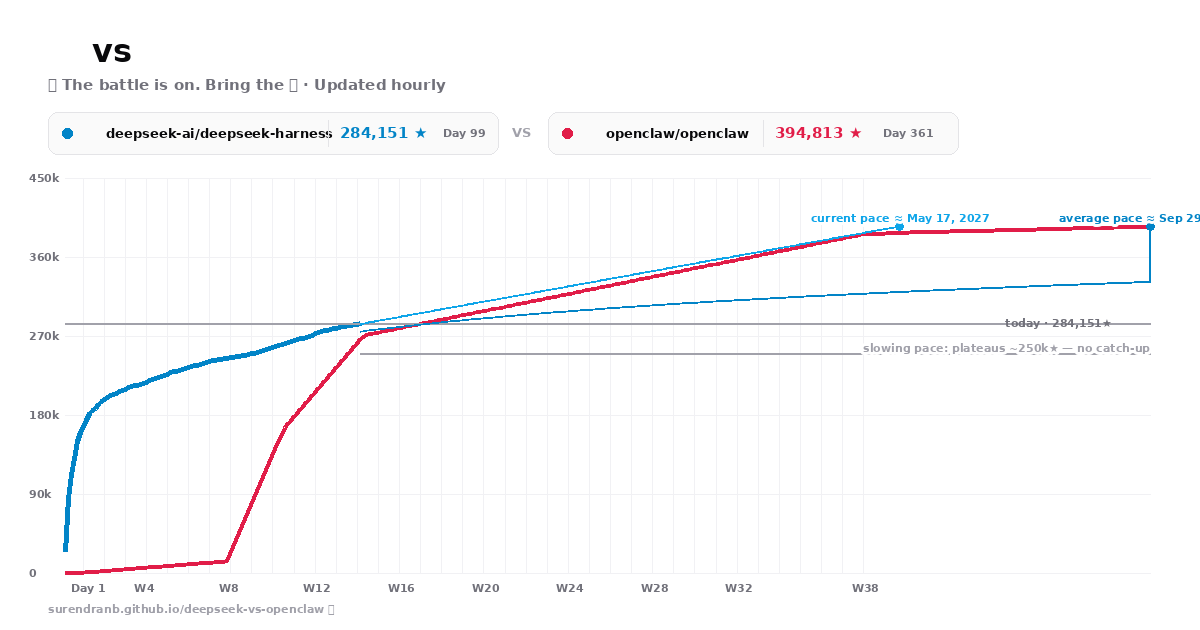 vs
The battle is on. Bring the · Updated hourly
deepseek-ai/deepseek-harness 284,151 ★ Day 99 VS openclaw/openclaw 394,813 ★ Day 361
450k
current pace ≈ May 17, 2027 average pace ≈ Sep 29
360k
today · 284,151★
270k
slowing pace: plateaus ~250k★ — no catch-up
180k
90k
0
Day 1 W4 W8 W12 W16 W20 W24 W28 W32 W38
surendranb.github.io/deepseek-vs-openclaw